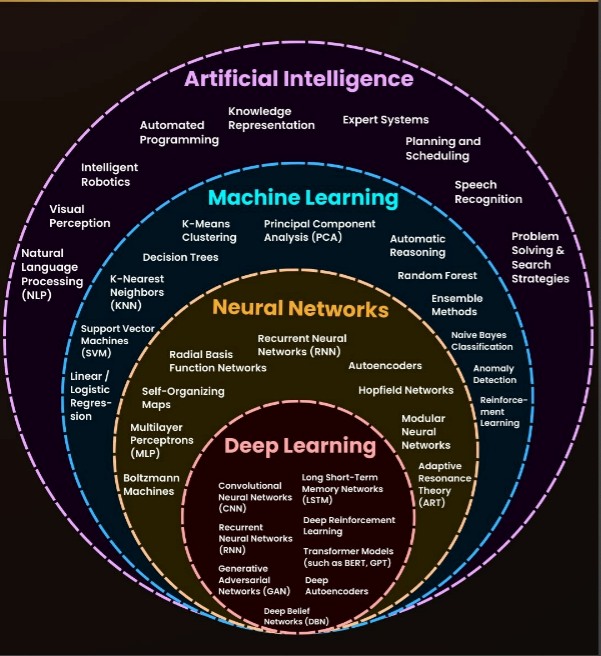 Artificial Intelligence
Knowledge
Representation
Expert Systems
Automated
Programming
Planning and
Scheduling
Intelligent
Robotics
Speech
Recognition
Visual
Perception
Problem
Solving &
Search
Strategies
Natural
Language
Processing
(NLP)
Machine Learning
K-Means
Clustering
Principal Component
Analysis (PCA)
Automatic
Reasoning
Decision Trees
Random Forest
K-Nearest
Neighbors
(KNN)
Ensemble
Methods
Support Vector
Machines
(SVM)
Naive Bayes
Classification
Anomaly
Detection
Linear /
Logistic
Regres-
sion
Reinforce-
ment
Learning
Neural Networks
Recurrent Neural
Networks (RNN)
Radial Basis
Function Networks
Autoencoders
Self-Organizing
Maps
Hopfield Networks
Multilayer
Perceptrons
(MLP)
Modular
Neural
Networks
Boltzmann
Machines
Adaptive
Resonance
Theory
(ART)
Deep Learning
Convolutional
Neural Networks
(CNN)
Long Short-Term
Memory Networks
(LSTM)
Recurrent
Neural Networks
(RNN)
Deep Reinforcement
Learning
Generative
Adversarial
Networks (GAN)
Transformer Models
(such as BERT, GPT)
Deep
Autoencoders
Deep Belief
Networks (DBN)